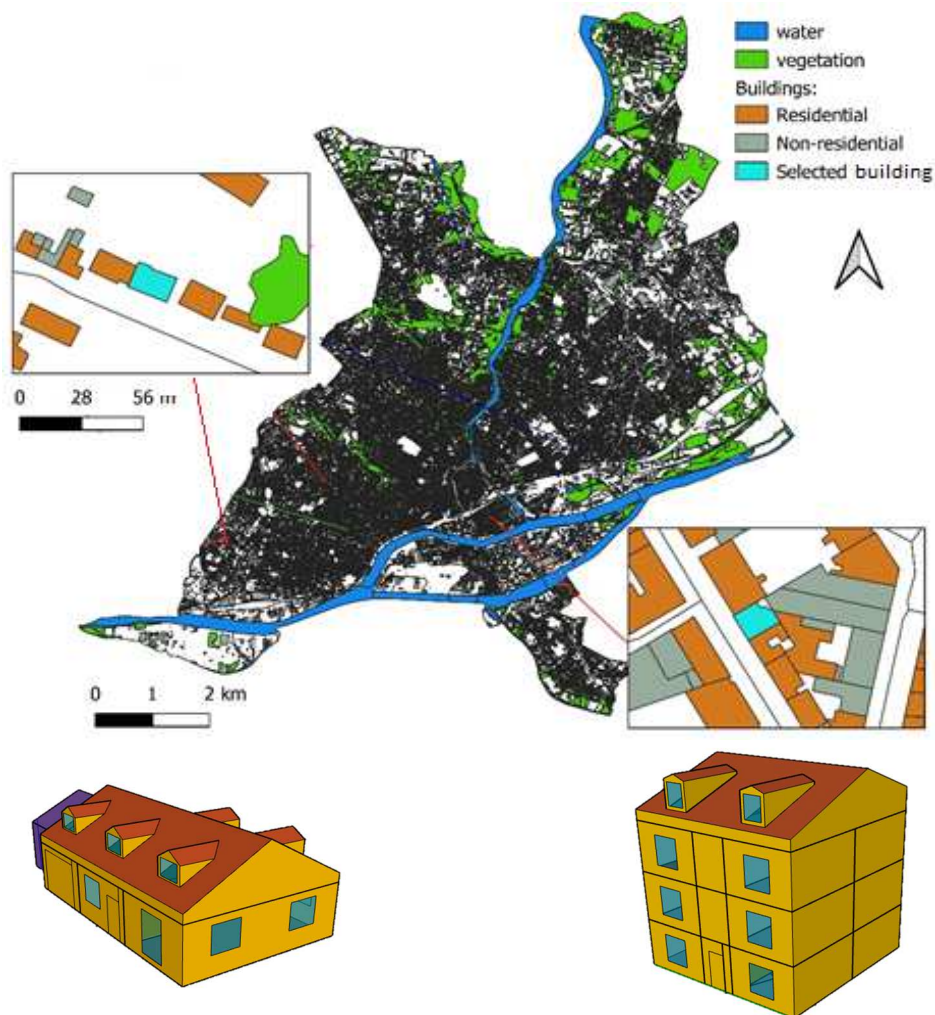 water
vegetation
Buildings:
Residential
Non-residential
Selected building
0 28 56 m
0 1 2 km